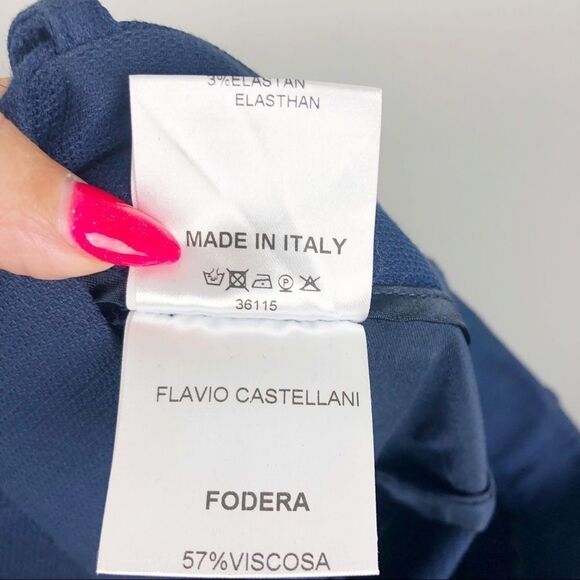 3%ELASTAN
ELASTHAN
MADE IN ITALY
P
36115
FLAVIO CASTELLANI
FODERA
57%VISCOSA